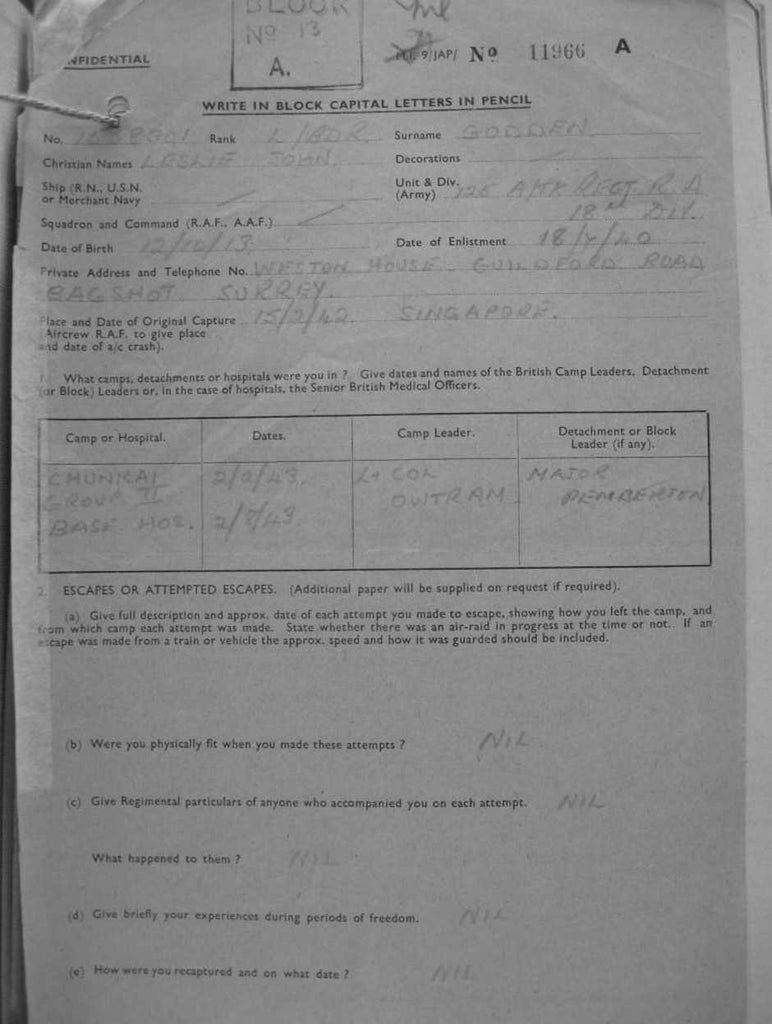 BLOCK
Nº 13
A.
NFIDENTIAL
9/JAP/ Nº 11966 A
WRITE IN BLOCK CAPITAL LETTERS IN PENCIL
No. Rank L/BDR Surname GODDEN
Christian Names LESLIE JOHN. Decorations
Ship (R.N., U.S.N. Unit & Div.
or Merchant Navy (Army) 125 A/TK REGT. R A
Squadron and Command (R.A.F., A.A.F.) 18TH DIV.
Date of Birth 12/12/13. Date of Enlistment 18/7/40
Private Address and Telephone No. WESTON HOUSE GUILDFORD ROAD
BAGSHOT SURREY.
Place and Date of Original Capture 15/2/42. SINGAPORE.
(Aircrew R.A.F. to give place
and date of a/c crash).
1. What camps, detachments or hospitals were you in ? Give dates and names of the British Camp Leaders, Detachment
(or Block) Leaders or, in the case of hospitals, the Senior British Medical Officers.
Camp or Hospital. Dates. Camp Leader. Detachment or Block
Leader (if any).
CHUNKAI 2/2/43. Lt COL MAJOR
GROUP II. OWTRAM PEMBERTON
BASE HOS. 2/7/43.
2. ESCAPES OR ATTEMPTED ESCAPES. (Additional paper will be supplied on request if required).
(a) Give full description and approx. date of each attempt you made to escape, showing how you left the camp, and
from which camp each attempt was made. State whether there was an air-raid in progress at the time or not. If an
escape was made from a train or vehicle the approx. speed and how it was guarded should be included.
(b) Were you physically fit when you made these attempts ? NIL
(c) Give Regimental particulars of anyone who accompanied you on each attempt. NIL
What happened to them ? NIL
(d) Give briefly your experiences during periods of freedom. NIL
(e) How were you recaptured and on what date ? NIL